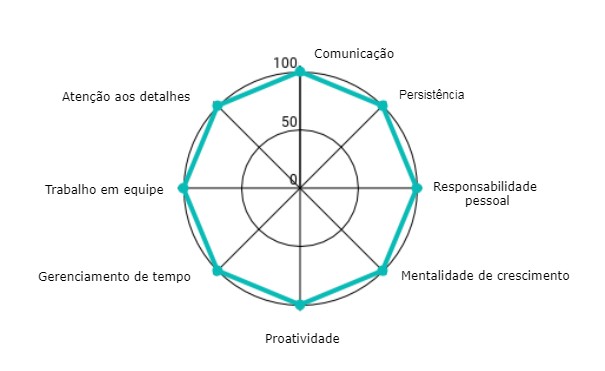 Comunicação
100
Atenção aos detalhes
Persistência
50
0
Trabalho em equipe
Responsabilidade
pessoal
Gerenciamento de tempo
Mentalidade de crescimento
Proatividade